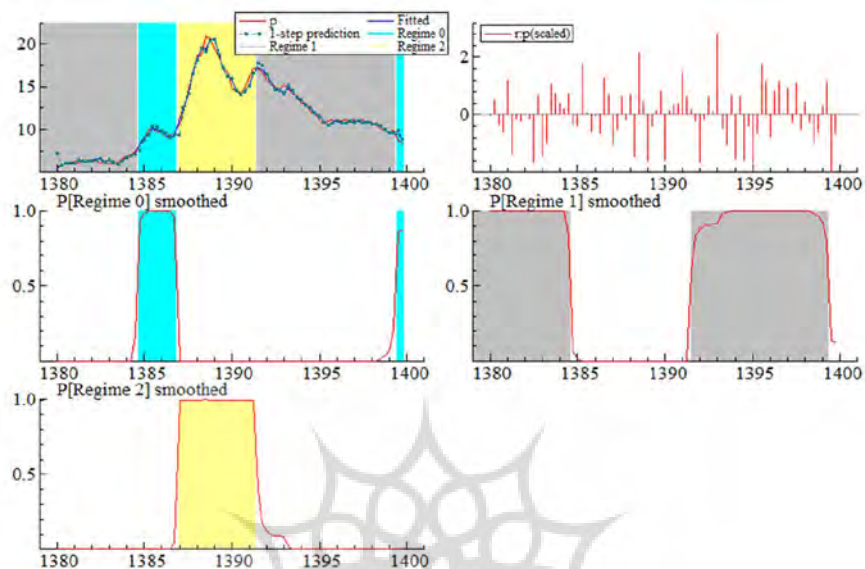 p Fitted
1-step prediction Regime 0
Regime 1 Regime 2
20
15
10
1380 1385 1390 1395 1400
r:p(scaled)
2
0
1380 1385 1390 1395 1400
P[Regime 0] smoothed
1.0
0.5
1380 1385 1390 1395 1400
P[Regime 1] smoothed
1.0
0.5
1380 1385 1390 1395 1400
P[Regime 2] smoothed
1.0
0.5
1380 1385 1390 1395 1400